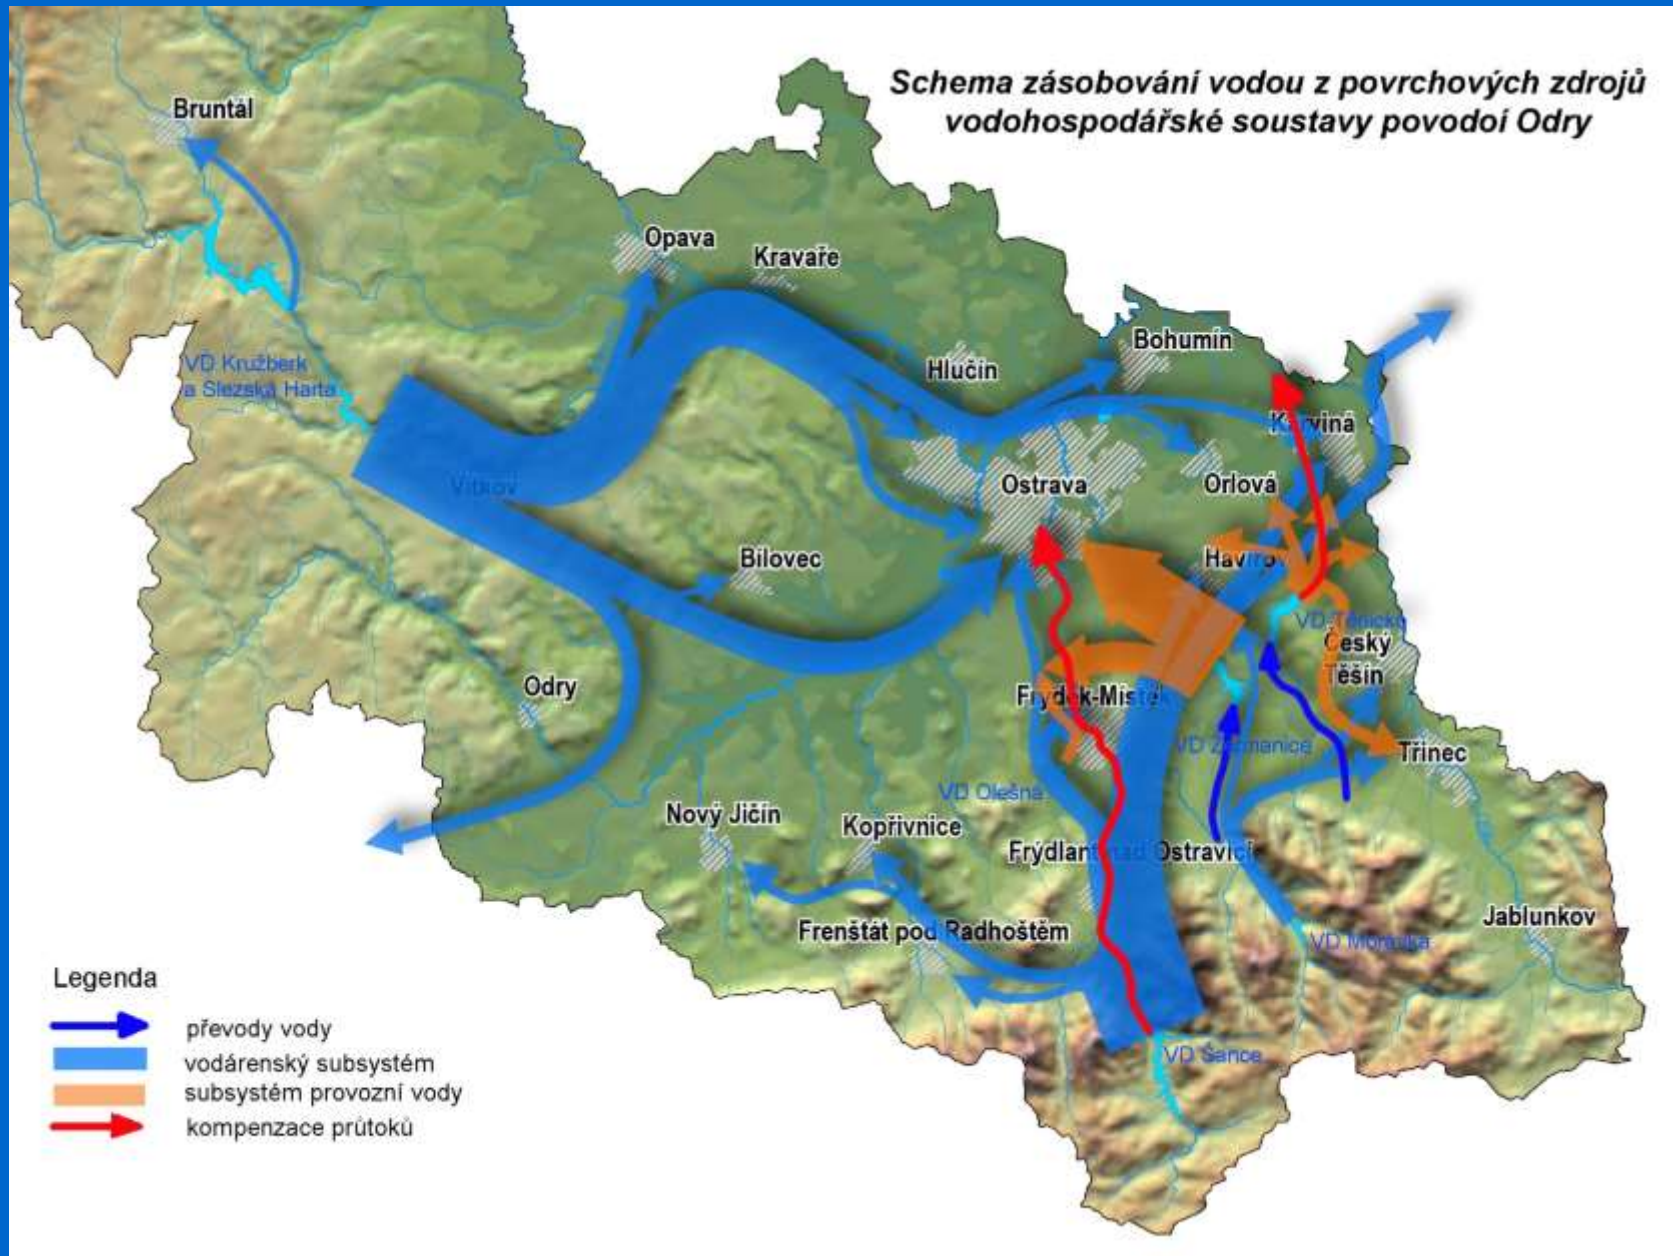 Schema zásobování vodou z povrchových zdrojů
vodohospodářské soustavy povodoí Odry
Bruntál
Opava
Kravaře
Bohumín
VD Kružberk
a Slezská Harta
Hlučín
Karviná
Vítkov
Ostrava
Orlová
Bílovec
Havířov
VD Těrlicko
Český
Těšín
Odry
Frýdek-Místek
VD Žermanice
Třinec
VD Olešná
Nový Jičín
Kopřivnice
Frýdlant nad Ostravicí
Jablunkov
Frenštát pod Radhoštěm
VD Morávka
VD Šance
Legenda
převody vody
vodárenský subsystém
subsystém provozní vody
kompenzace průtoků